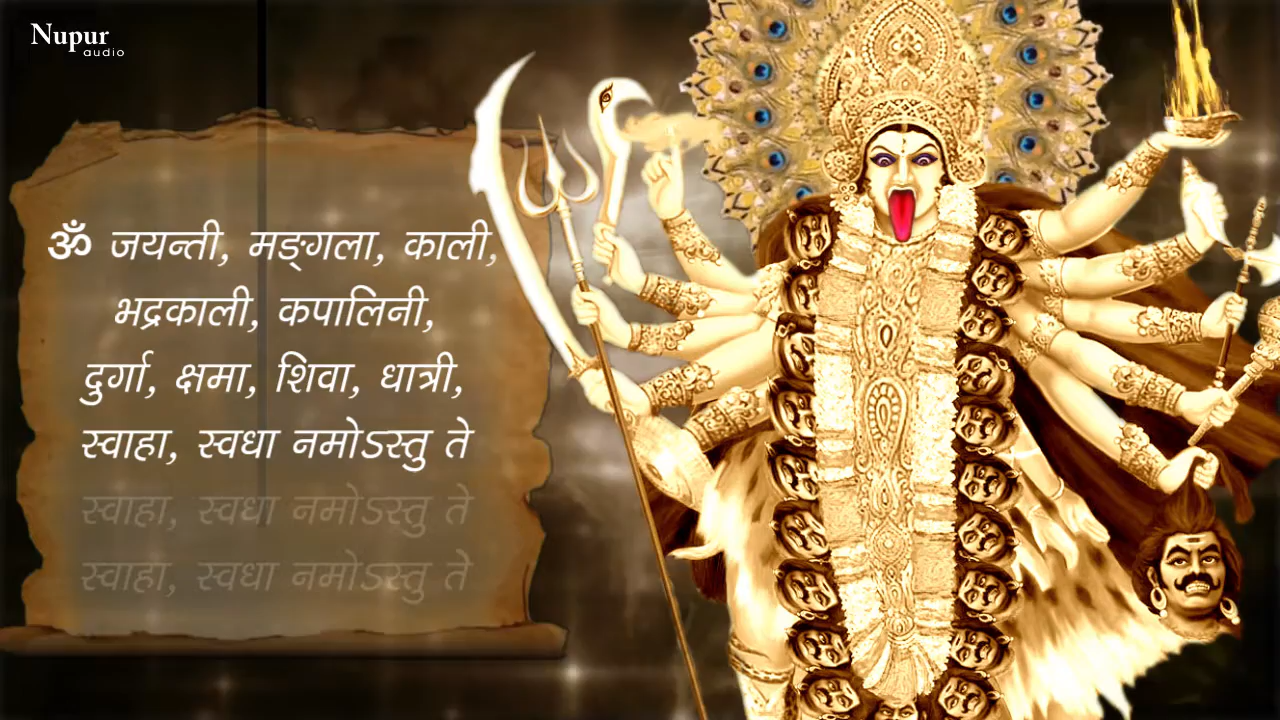 Nupur
audio
ॐ जयन्ती, मङ्गला, काली,
भद्रकाली, कपालिनी,
दुर्गा, क्षमा, शिवा, धात्री,
स्वाहा, स्वधा नमोऽस्तु ते
स्वाहा, स्वधा नमोऽस्तु ते
स्वाहा, स्वधा नमोऽस्तु ते